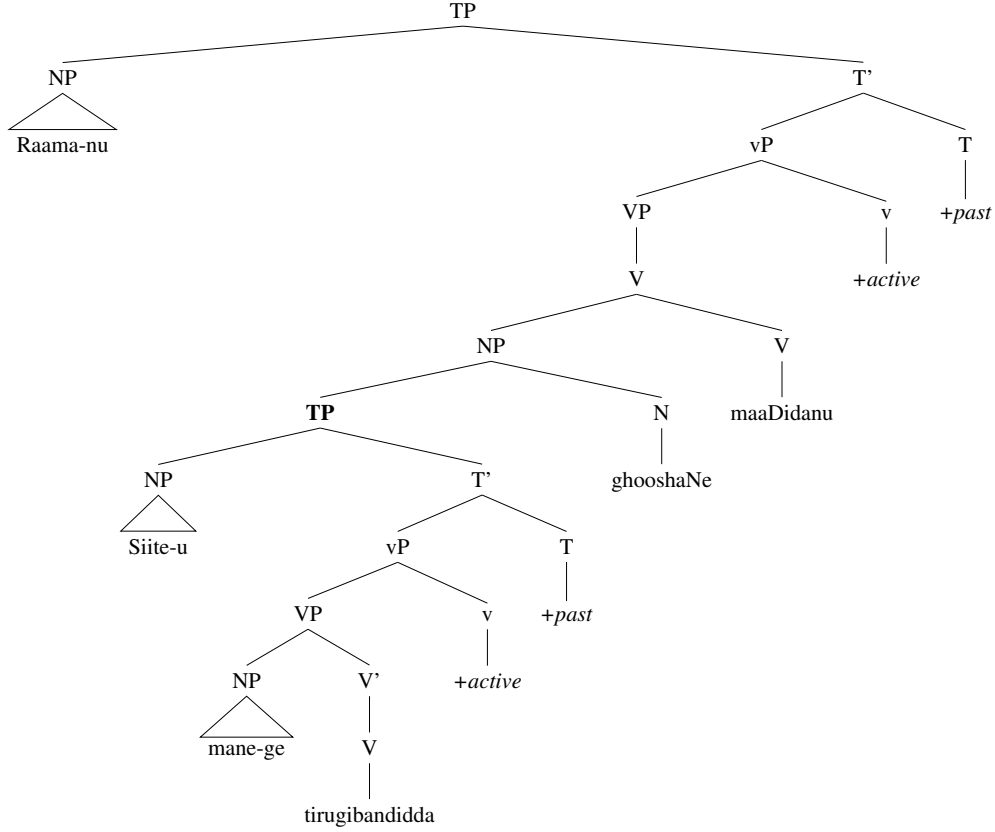 TP
NP T’
Raama-nu vP T
VP v +past
V +active
NP V
TP N maaDidanu
NP T’ ghooshaNe
Siite-u vP T
VP v +past
NP V’ +active
mane-ge V
tirugibandidda